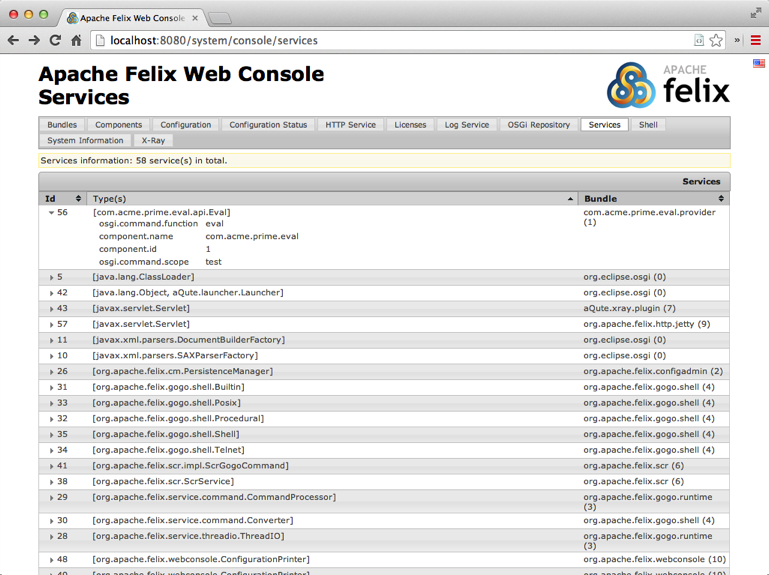 Apache Felix Web Console
localhost:8080/system/console/services
Apache Felix Web Console
Services
APACHE
felix
Bundles Components Configuration Configuration Status HTTP Service Licenses Log Service OSGi Repository Services Shell
System Information X-Ray
Services information: 58 service(s) in total.
Services
Id Type(s) Bundle
56 [com.acme.prime.eval.api.Eval] com.acme.prime.eval.provider
(1)
osgi.command.function eval
component.name com.acme.prime.eval
component.id 1
osgi.command.scope test
5 [java.lang.ClassLoader] org.eclipse.osgi (0)
42 [java.lang.Object, aQute.launcher.Launcher] org.eclipse.osgi (0)
43 [javax.servlet.Servlet] aQute.xray.plugin (7)
57 [javax.servlet.Servlet] org.apache.felix.http.jetty (9)
11 [javax.xml.parsers.DocumentBuilderFactory] org.eclipse.osgi (0)
10 [javax.xml.parsers.SAXParserFactory] org.eclipse.osgi (0)
26 [org.apache.felix.cm.PersistenceManager] org.apache.felix.configadmin (2)
31 [org.apache.felix.gogo.shell.Builtin] org.apache.felix.gogo.shell (4)
33 [org.apache.felix.gogo.shell.Posix] org.apache.felix.gogo.shell (4)
32 [org.apache.felix.gogo.shell.Procedural] org.apache.felix.gogo.shell (4)
35 [org.apache.felix.gogo.shell.Shell] org.apache.felix.gogo.shell (4)
34 [org.apache.felix.gogo.shell.Telnet] org.apache.felix.gogo.shell (4)
41 [org.apache.felix.scr.impl.ScrGogoCommand] org.apache.felix.scr (6)
38 [org.apache.felix.scr.ScrService] org.apache.felix.scr (6)
29 [org.apache.felix.service.command.CommandProcessor] org.apache.felix.gogo.runtime
(3)
30 [org.apache.felix.service.command.Converter] org.apache.felix.gogo.shell (4)
28 [org.apache.felix.service.threadio.ThreadIO] org.apache.felix.gogo.runtime
(3)
48 [org.apache.felix.webconsole.ConfigurationPrinter] org.apache.felix.webconsole (10)